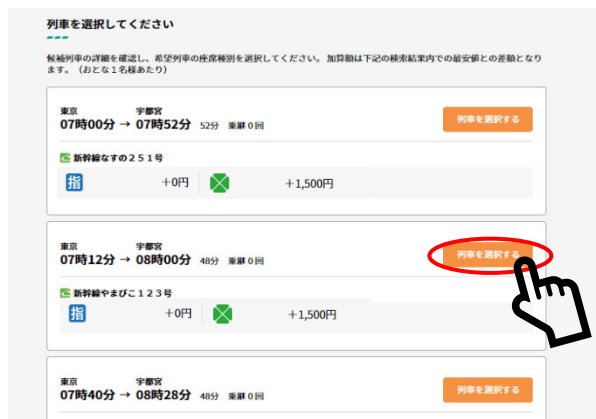 列車を選択してください
候補列車の詳細を確認し、希望列車の座席種別を選択してください。加算額は下記の検索結果内での最安値との差額となり
ます。（おとな１名様あたり）
東京 宇都宮
07時00分 → 07時52分 52分 乗継 0 回
列車を選択する
新幹線なすの２５１号
指 +0円 +1,500円
東京 宇都宮
07時12分 → 08時00分 48分 乗継 0 回
列車を選択する
新幹線やまびこ１２３号
指 +0円 +1,500円
東京 宇都宮
07時40分 → 08時28分 48分 乗継 0 回
列車を選択する